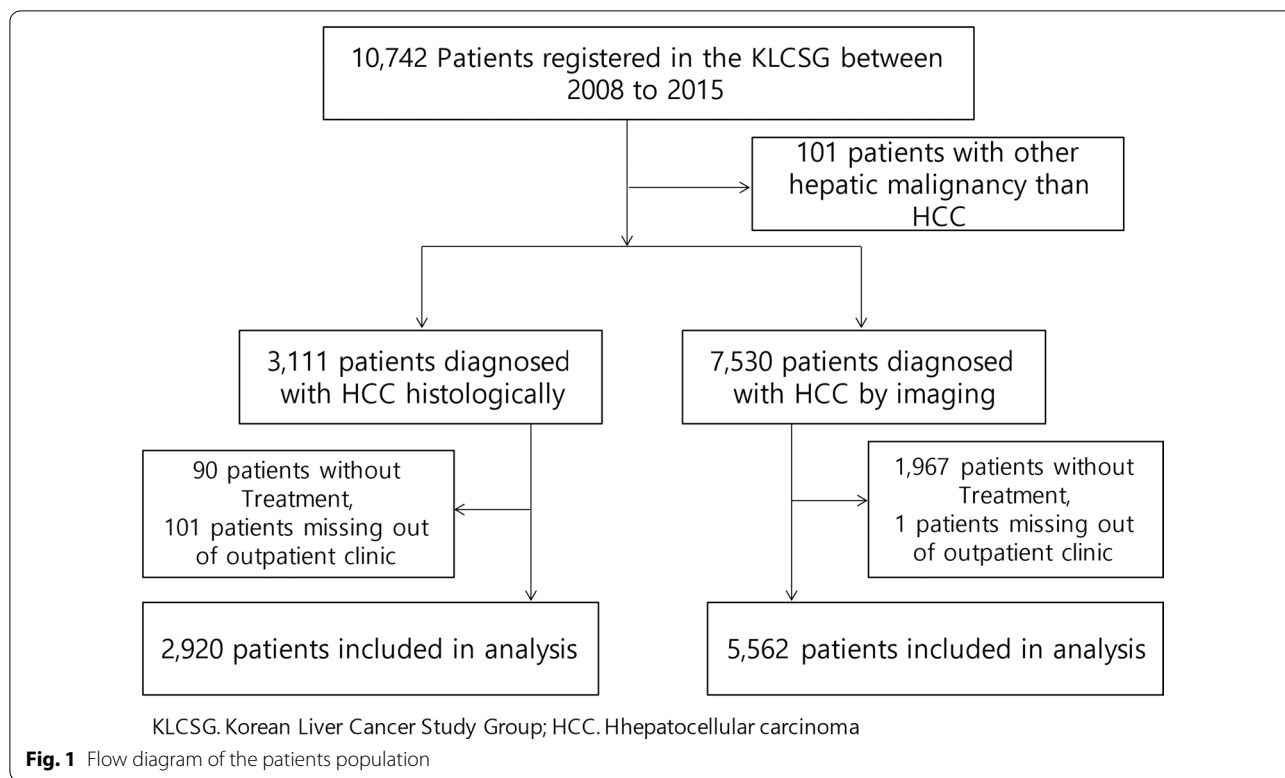 10,742 Patients registered in the KLCSG between
2008 to 2015
101 patients with other
hepatic malignancy than
HCC
3,111 patients diagnosed
with HCC histologically
7,530 patients diagnosed
with HCC by imaging
90 patients without
Treatment,
101 patients missing out
of outpatient clinic
1,967 patients without
Treatment,
1 patients missing out
of outpatient clinic
2,920 patients included in analysis
5,562 patients included in analysis
KLCSG. Korean Liver Cancer Study Group; HCC. Hhepatocellular carcinoma
Fig. 1 Flow diagram of the patients population